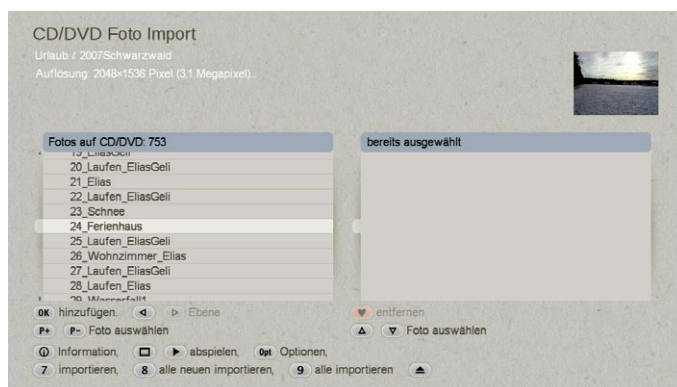 CD/DVD Foto Import
Urlaub / 2007Schwarzwald
Auflösung: 2048×1536 Pixel (3,1 Megapixel)..
Fotos auf CD/DVD: 753
bereits ausgewählt
19_EliasGeli
20_Laufen_EliasGeli
21_Elias
22_Laufen_EliasGeli
23_Schnee
24_Ferienhaus
25_Laufen_EliasGeli
26_Wohnzimmer_Elias
27_Laufen_EliasGeli
28_Laufen_Elias
29_Wasserfall1
OK hinzufügen, Ebene
entfernen
P+ P- Foto auswählen
Foto auswählen
Information, abspielen, Opt Optionen,
7 importieren, 8 alle neuen importieren, 9 alle importieren